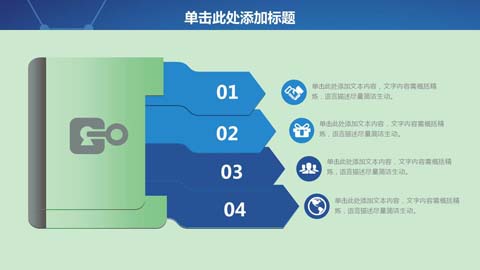 单击此处添加标题
01
单击此处添加文本内容，文字内容需概括精
炼，语言描述尽量简洁生动。
02
单击此处添加文本内容，文字内容需概括精
炼，语言描述尽量简洁生动。
03
单击此处添加文本内容，文字内容需概括精
炼，语言描述尽量简洁生动。
04
单击此处添加文本内容，文字内容需概括精
炼，语言描述尽量简洁生动。